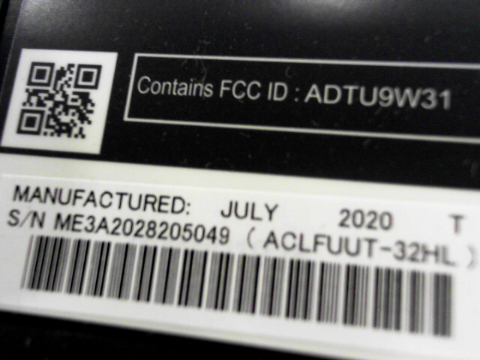 Contains FCC ID : ADTU9W31
MANUFACTURED: JULY 2020 T
S/N ME3A2028205049 ( ACLFUUT-32HL )